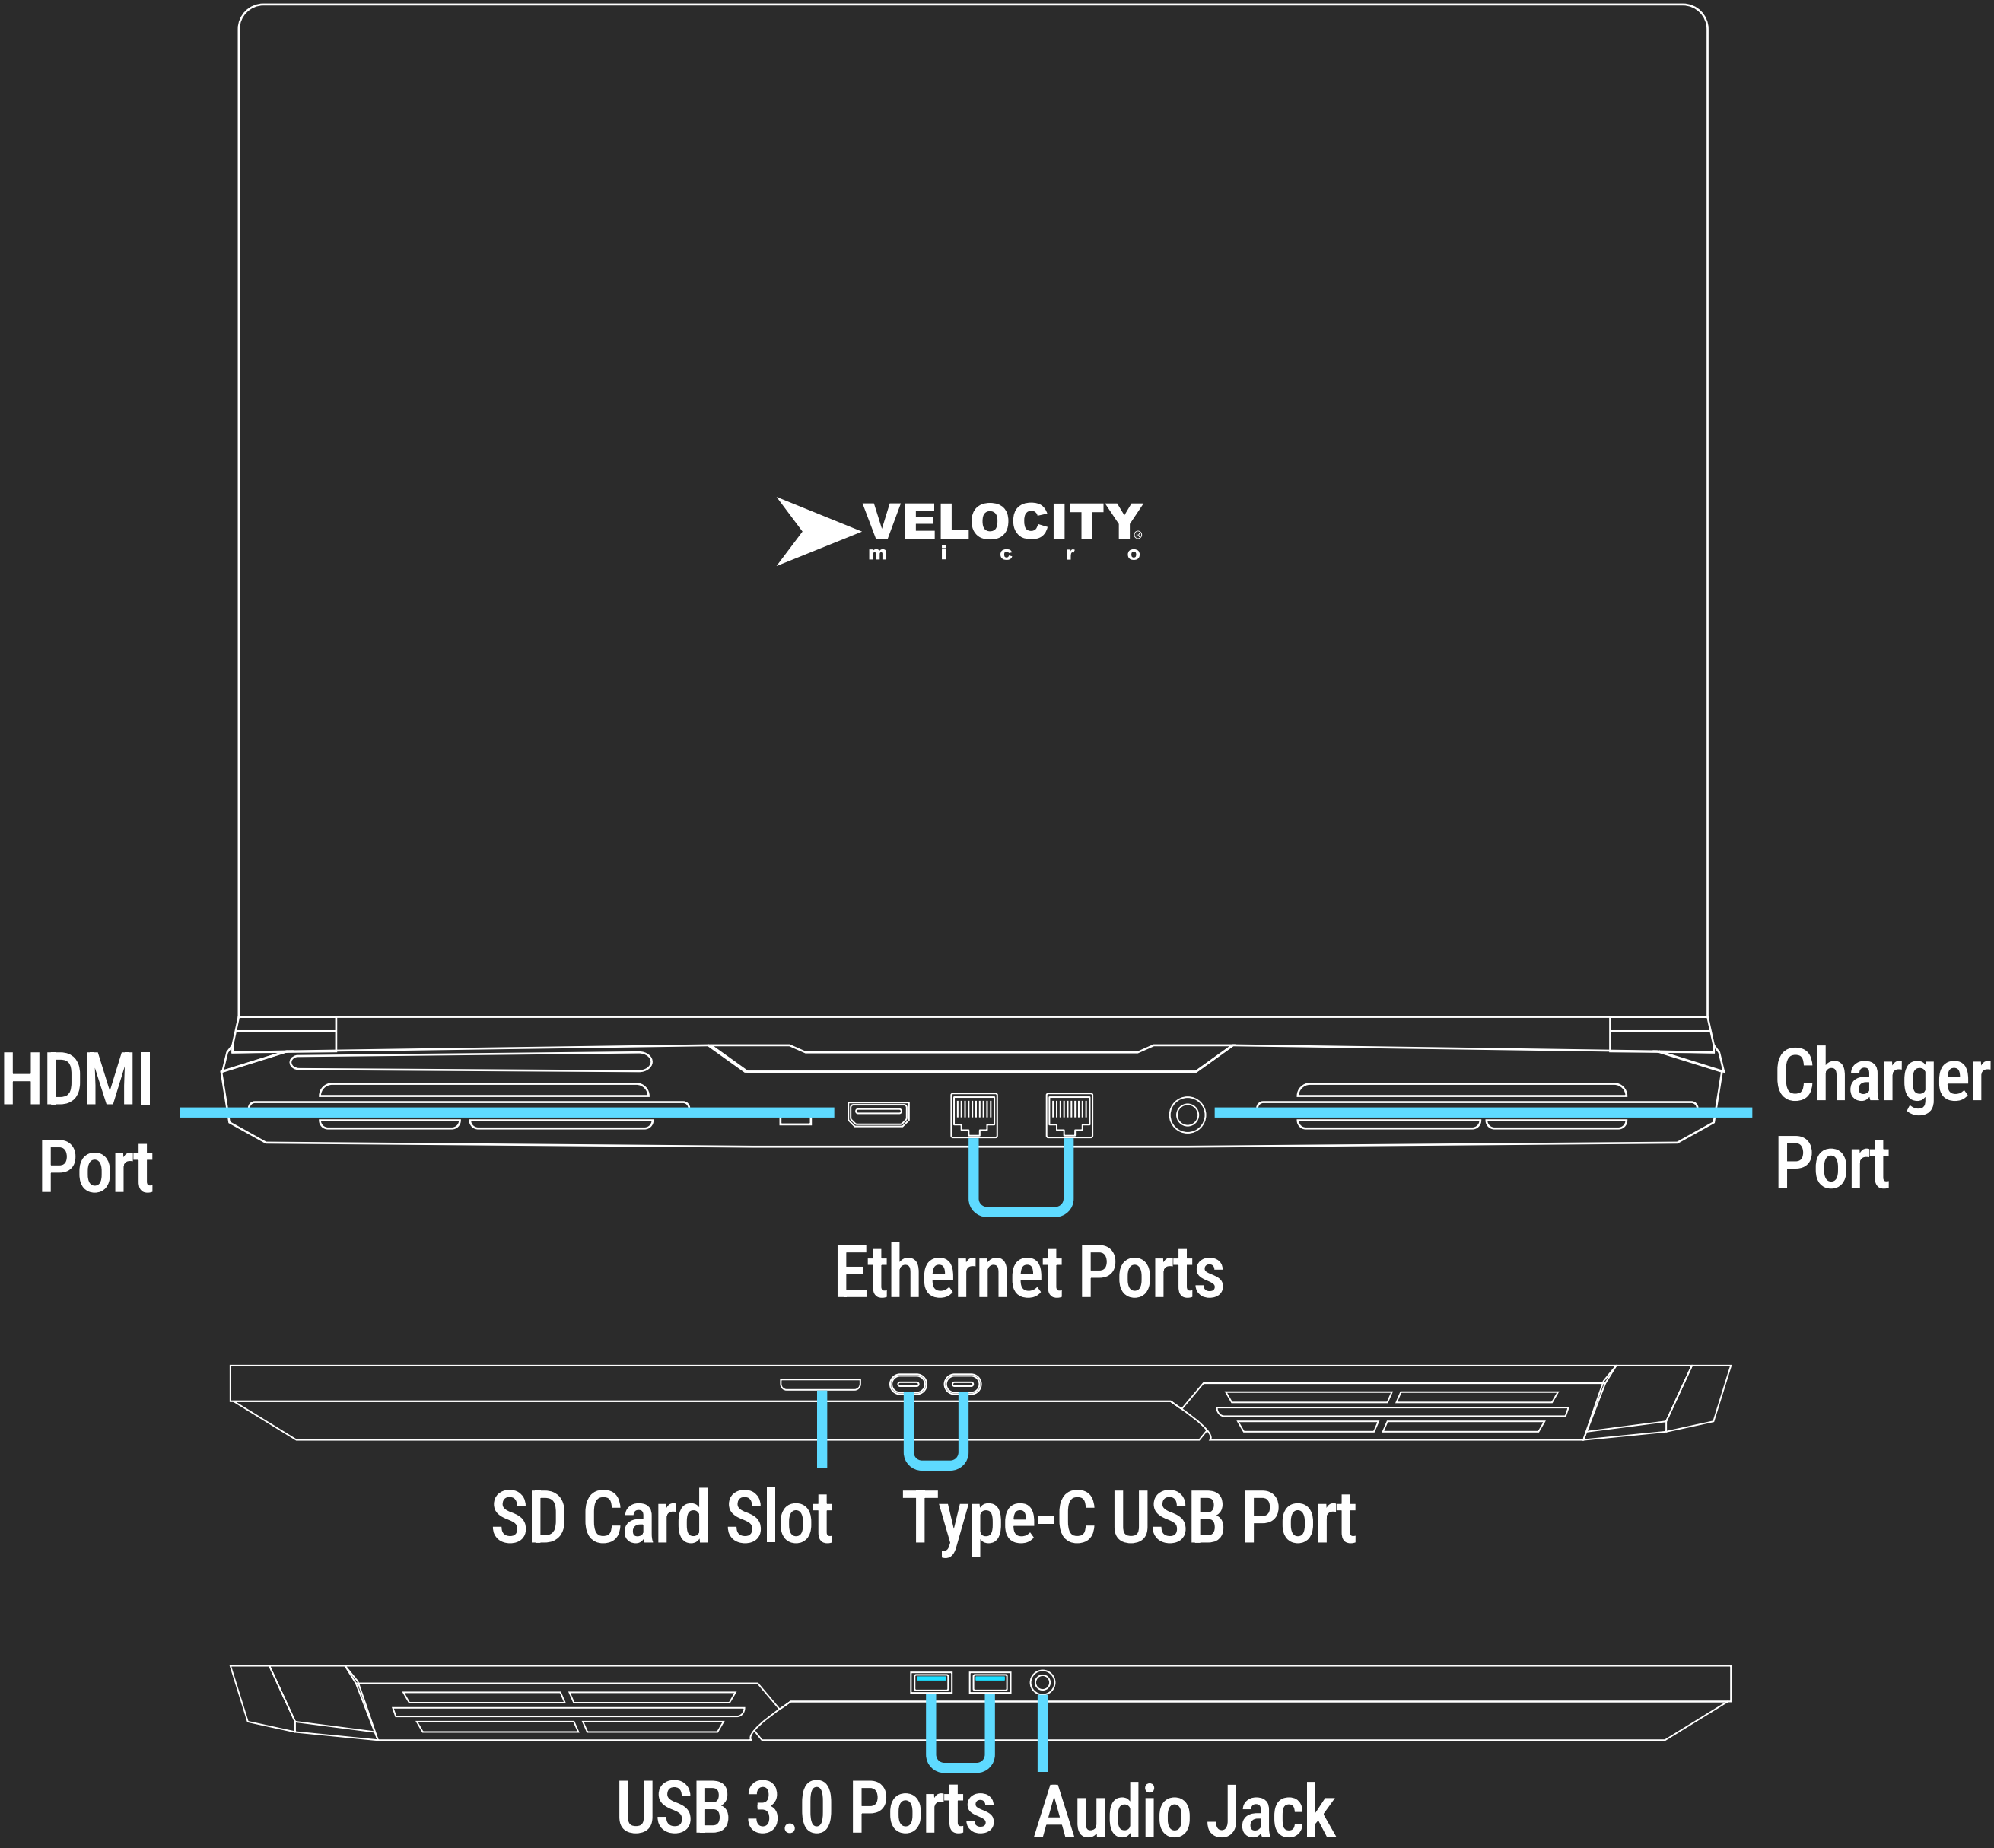 VELOCITY®
micro
HDMI
Port
Charger
Port
Ethernet Ports
SD Card Slot
Type-C USB Port
USB 3.0 Ports
Audio Jack